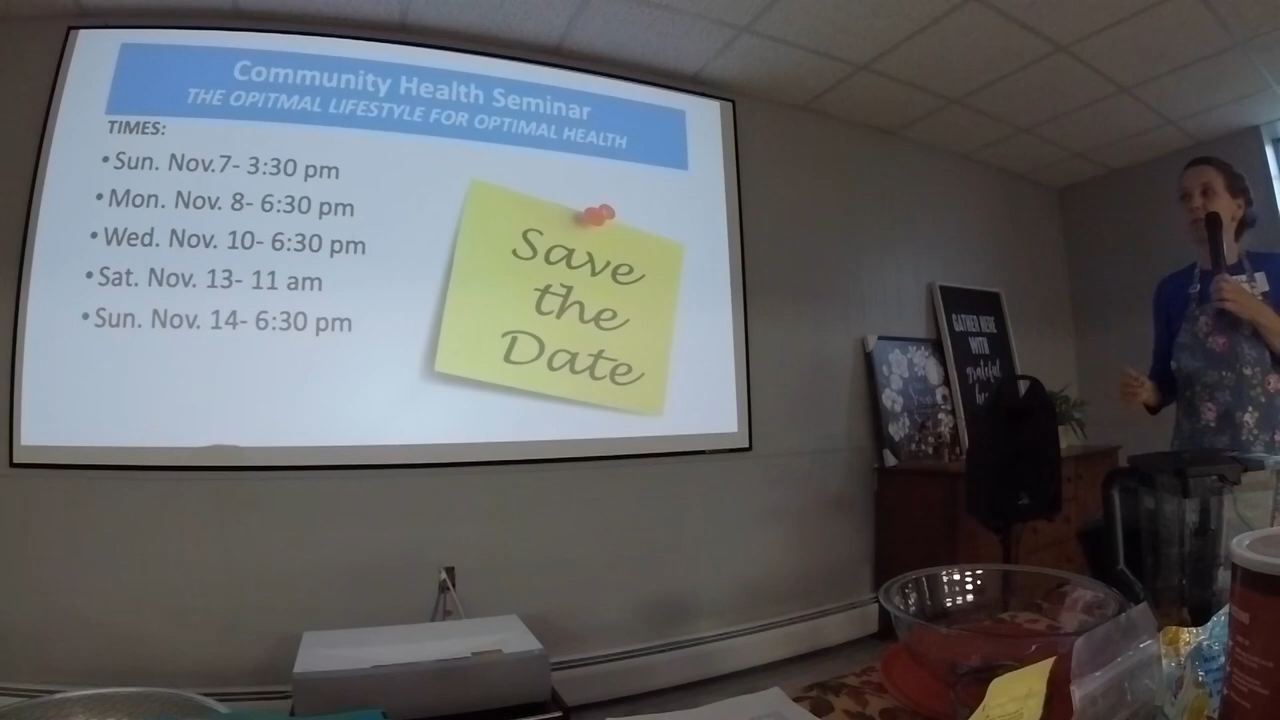 Community Health Seminar
THE OPITMAL LIFESTYLE FOR OPTIMAL HEALTH
TIMES:
•Sun. Nov.7- 3:30 pm
•Mon. Nov. 8- 6:30 pm
•Wed. Nov. 10- 6:30 pm
•Sat. Nov. 13- 11 am
•Sun. Nov. 14- 6:30 pm
Save
the
Date
GATHER HERE
WITH
grateful